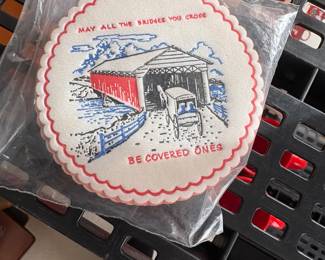 MAY ALL THE BRIDGES YOU CROSS
BE COVERED ONES